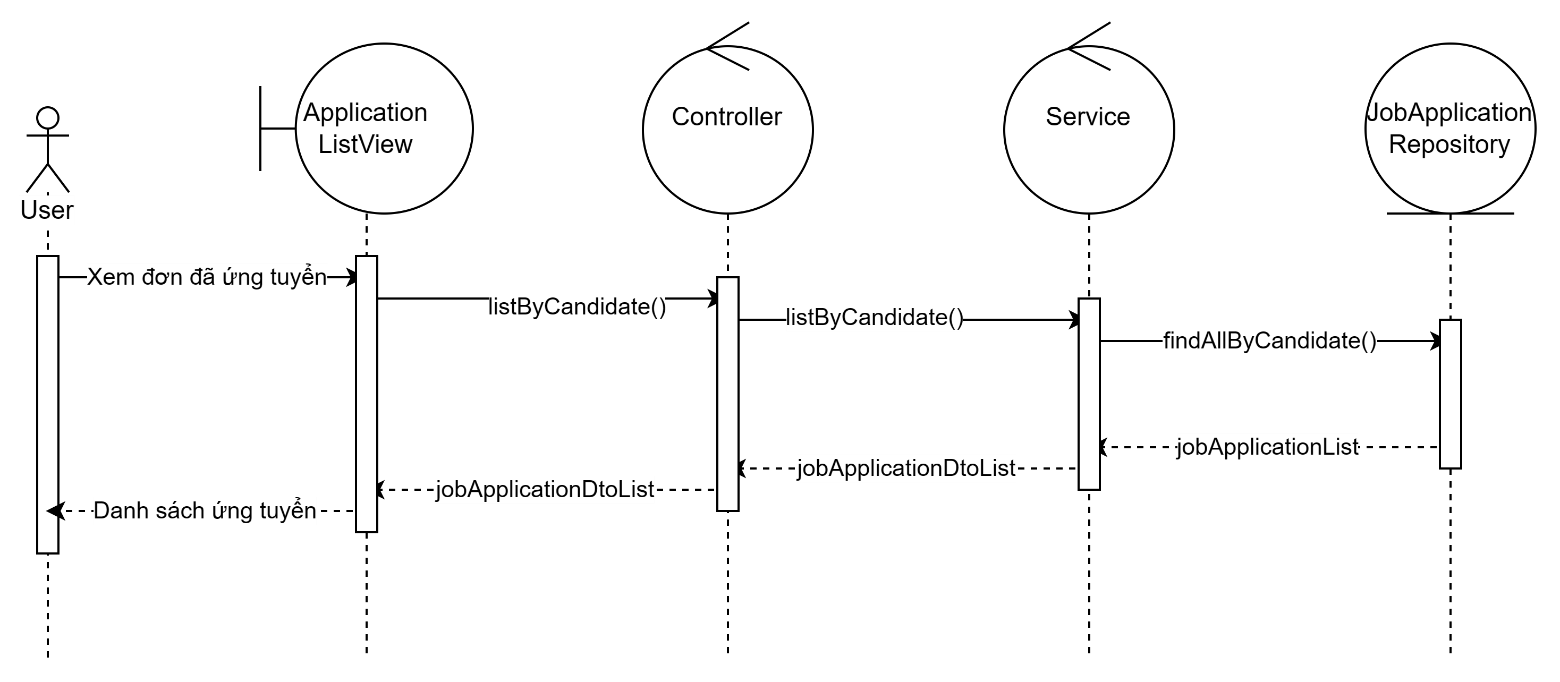 Application
ListView
Controller
Service
JobApplication
Repository
User
Xem đơn đã ứng tuyển
listByCandidate()
listByCandidate()
findAllByCandidate()
jobApplicationList
jobApplicationDtoList
jobApplicationDtoList
Danh sách ứng tuyển